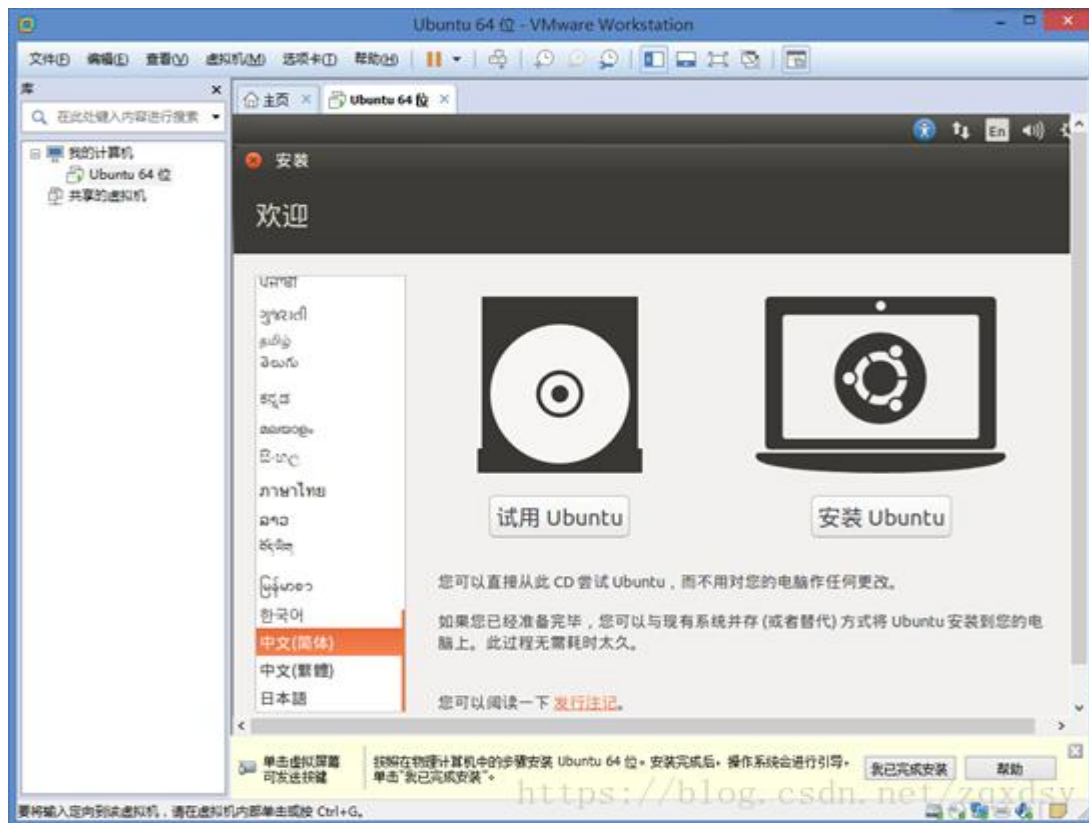 Ubuntu 64 位 - VMware Workstation
文件(F) 编辑(E) 查看(V) 虚拟机(M) 选项卡(T) 帮助(H)
库
主页 Ubuntu 64 位
在此处键入内容进行搜索
En
我的计算机
安装
Ubuntu 64 位
共享的虚拟机
欢迎
ਪੰਜਾਬੀ
ગુજરાતી
தமிழ்
తెలుగు
ಕನ್ನಡ
മലയാളം
සිංහල
ภาษาไทย
ລາວ
མྱན་མའི
한국어
中文(简体)
中文(繁體)
日本語
试用 Ubuntu
安装 Ubuntu
您可以直接从此 CD 尝试 Ubuntu，而不用对您的电脑作任何更改。
如果您已经准备完毕，您可以与现有系统并存 (或者替代) 方式将 Ubuntu 安装到您的电
脑上。此过程无需耗时太久。
您可以阅读一下 发行注记。
单击虚拟屏幕
可发送按键
按照在物理计算机中的步骤安装 Ubuntu 64 位。安装完成后，操作系统会进行引导。
单击"我已完成安装"。
我已完成安装
帮助
https://blog.csdn.net/zqxdsy
要将输入定向到该虚拟机，请在虚拟机内部单击或按 Ctrl+G。